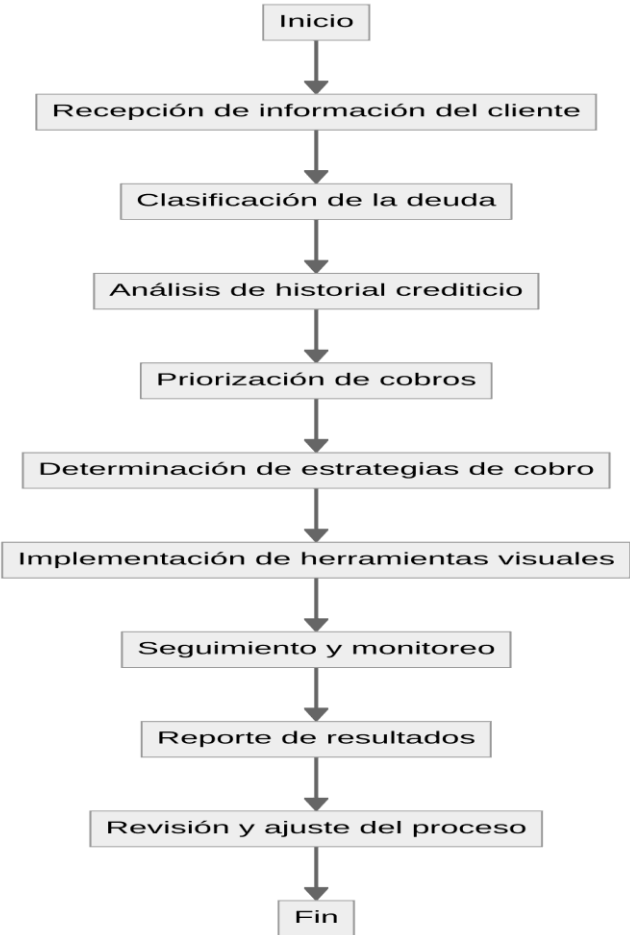 Inicio
Recepción de información del cliente
Clasificación de la deuda
Análisis de historial crediticio
Priorización de cobros
Determinación de estrategias de cobro
Implementación de herramientas visuales
Seguimiento y monitoreo
Reporte de resultados
Revisión y ajuste del proceso
Fin